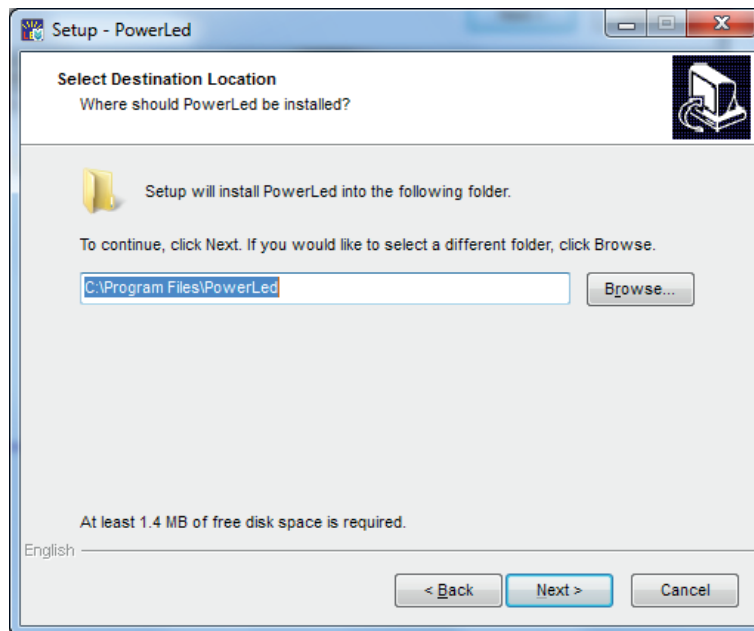 Setup - PowerLed
Select Destination Location
Where should PowerLed be installed?
Setup will install PowerLed into the following folder.
To continue, click Next. If you would like to select a different folder, click Browse.
C:\Program Files\PowerLed
Browse...
At least 1.4 MB of free disk space is required.
English
< Back
Next >
Cancel